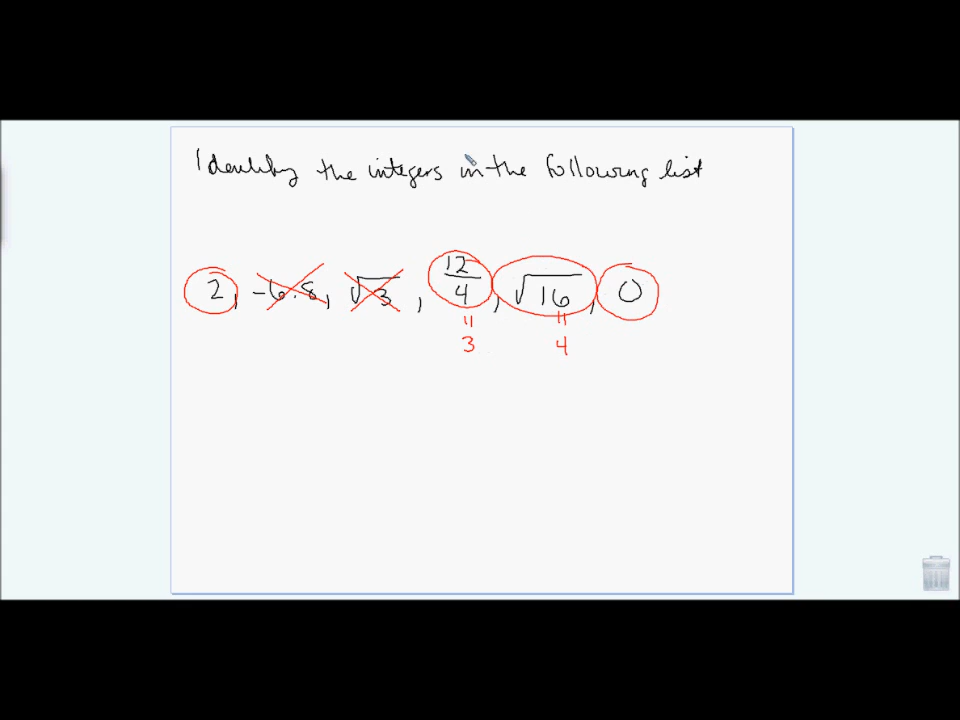 Identify the integers in the following list
2, -6.8, √3, 12/4, √16, 0
= 3 = 4